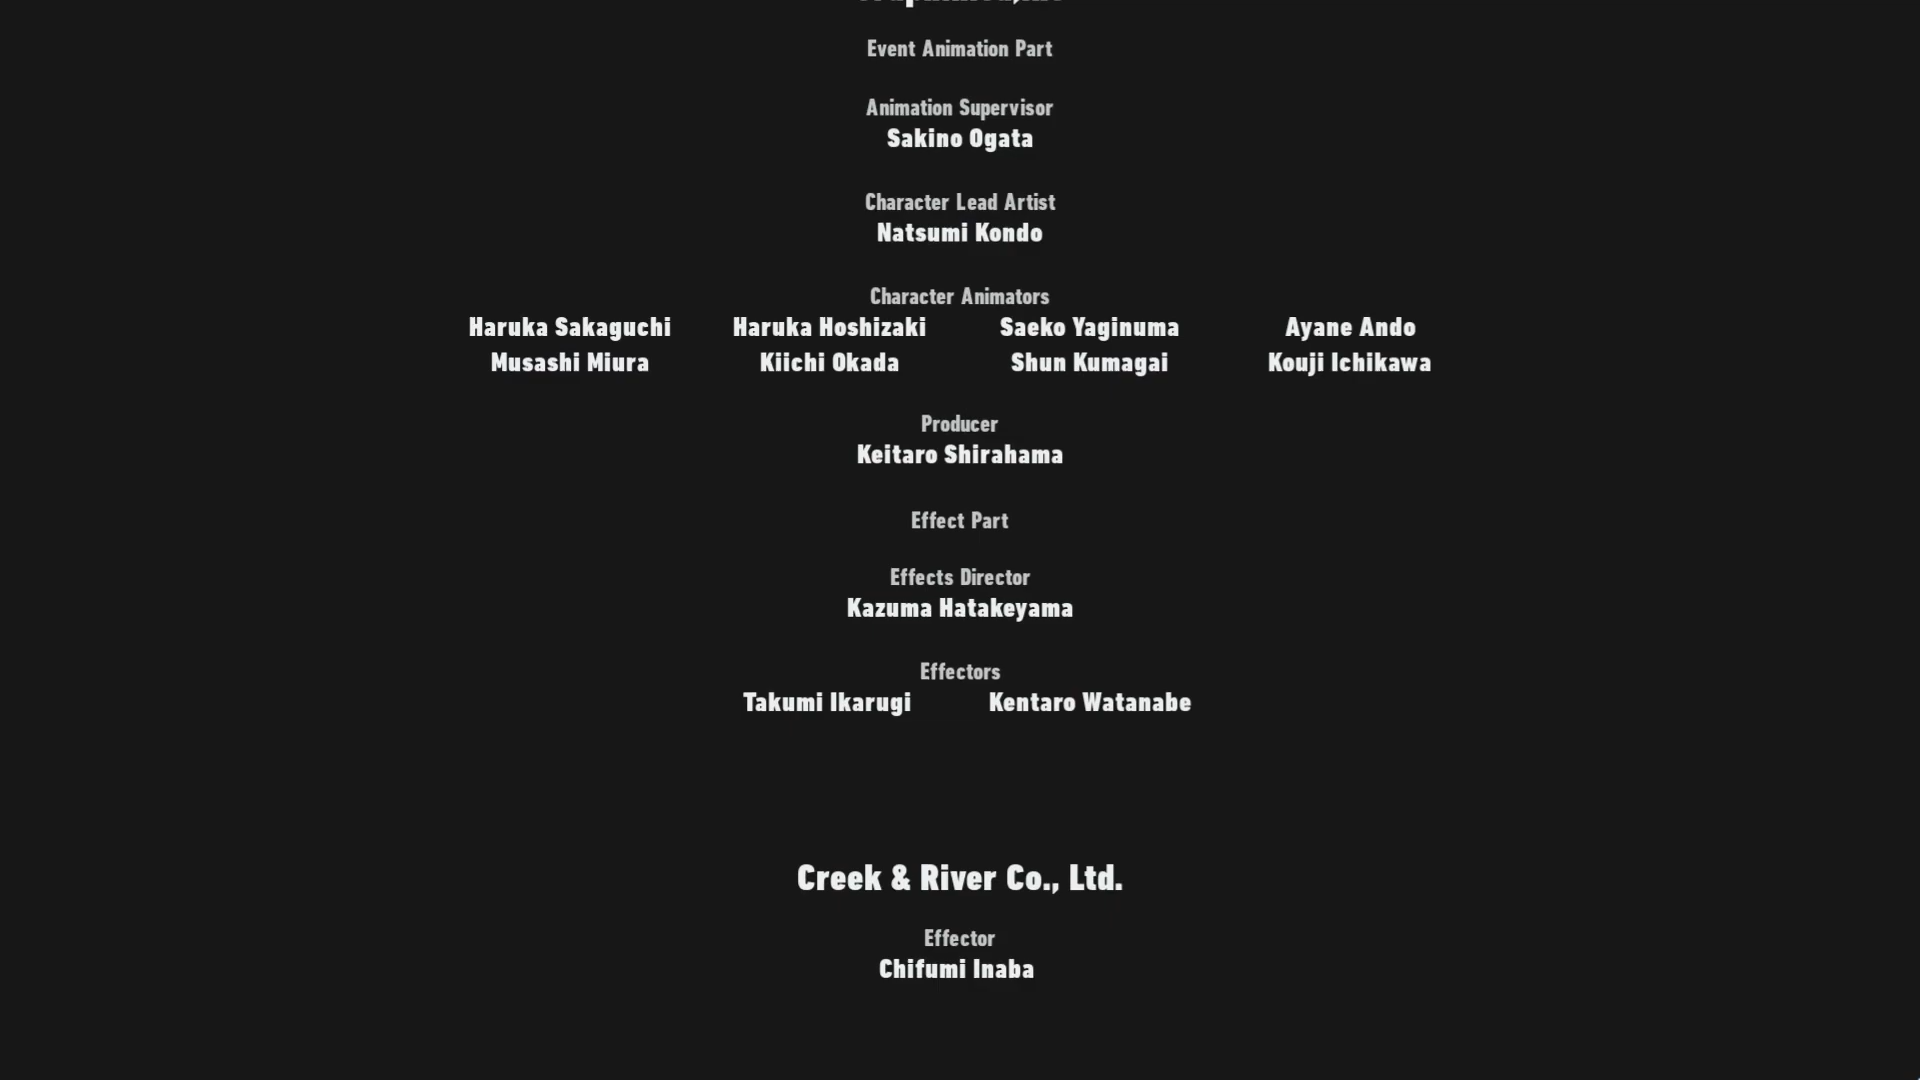 Event Animation Part
Animation Supervisor
Sakino Ogata
Character Lead Artist
Natsumi Kondo
Character Animators
Haruka Sakaguchi Haruka Hoshizaki Saeko Yaginuma Ayane Ando
Musashi Miura Kiichi Okada Shun Kumagai Kouji Ichikawa
Producer
Keitaro Shirahama
Effect Part
Effects Director
Kazuma Hatakeyama
Effectors
Takumi Ikarugi Kentaro Watanabe
Creek & River Co., Ltd.
Effector
Chifumi Inaba